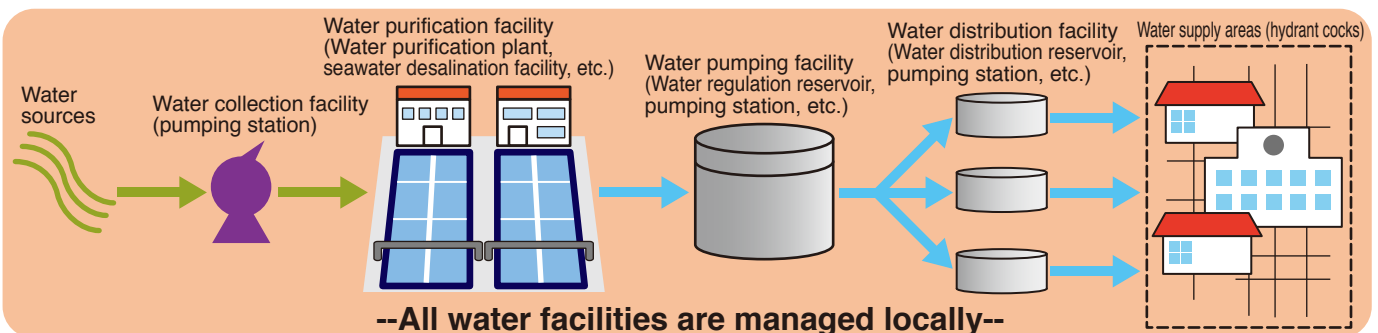 Water
sources
Water collection facility
(pumping station)
Water purification facility
(Water purification plant,
seawater desalination facility, etc.)
Water pumping facility
(Water regulation reservoir,
pumping station, etc.)
Water distribution facility
(Water distribution reservoir,
pumping station, etc.)
Water supply areas (hydrant cocks)
--All water facilities are managed locally--